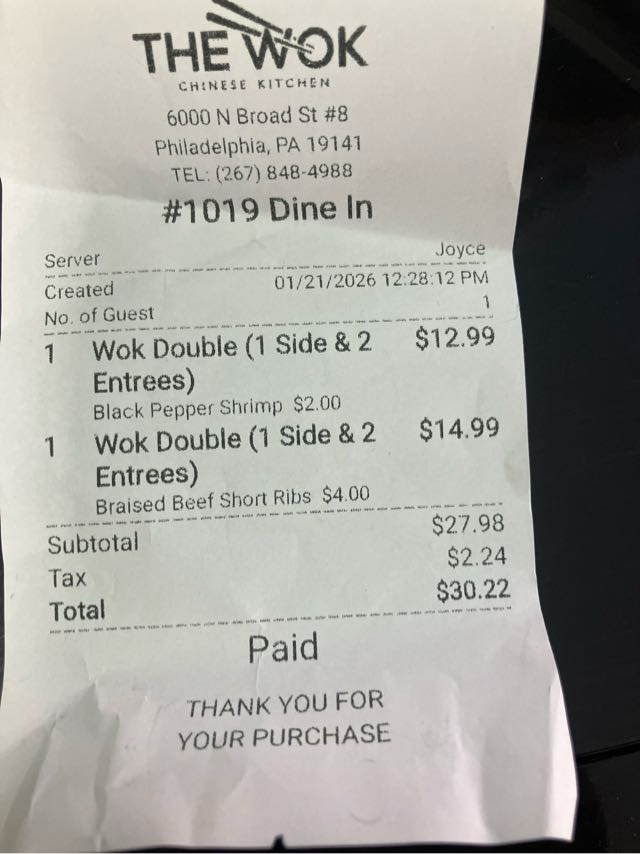 THE WOK
CHINESE KITCHEN
6000 N Broad St #8
Philadelphia, PA 19141
TEL: (267) 848-4988
#1019 Dine In
Server Joyce
Created 01/21/2026 12:28:12 PM
No. of Guest 1
1 Wok Double (1 Side & 2 $12.99
Entrees)
Black Pepper Shrimp $2.00
1 Wok Double (1 Side & 2 $14.99
Entrees)
Braised Beef Short Ribs $4.00
Subtotal $27.98
Tax $2.24
Total $30.22
Paid
THANK YOU FOR
YOUR PURCHASE